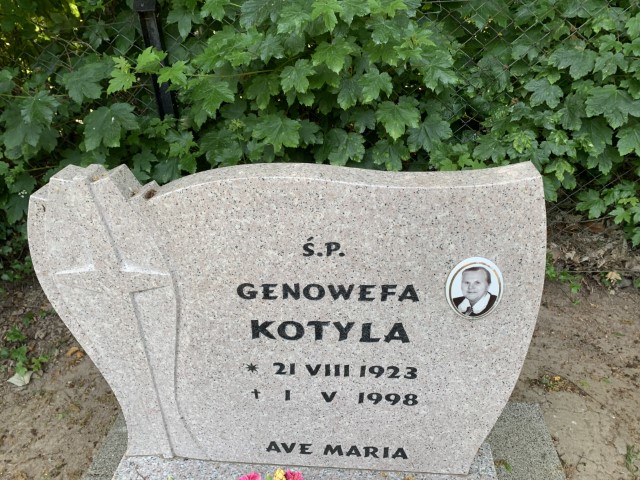 Ś.P.
GENOWEFA
KOTYLA
* 21 VIII 1923
† 1 V 1998
AVE MARIA